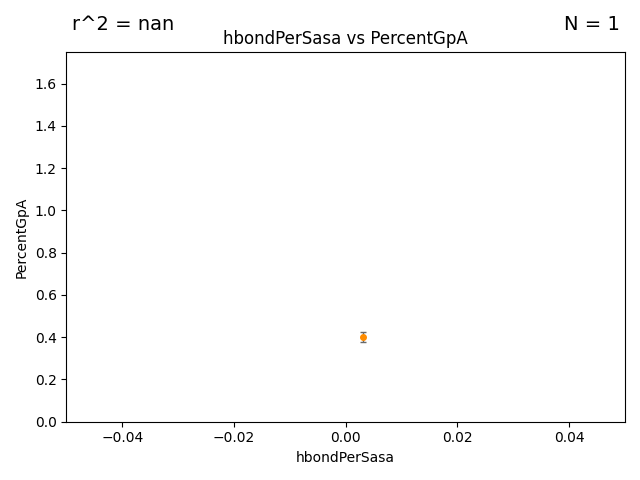 r^2 = nan
N = 1
hbondPerSasa vs PercentGpA
1.6
1.4
1.2
1.0
0.8
0.6
0.4
0.2
0.0
PercentGpA
−0.04
−0.02
0.00
0.02
0.04
hbondPerSasa